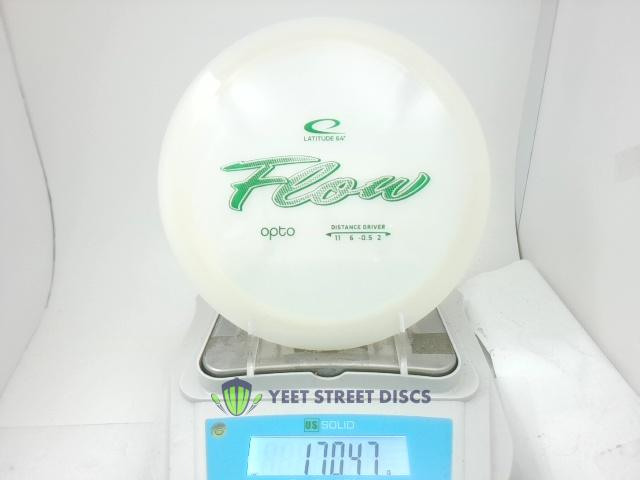 LATITUDE 64°
Flow
opto
DISTANCE DRIVER
11 6 -0.5 2
YEET STREET DISCS
US SOLID
170.47 g